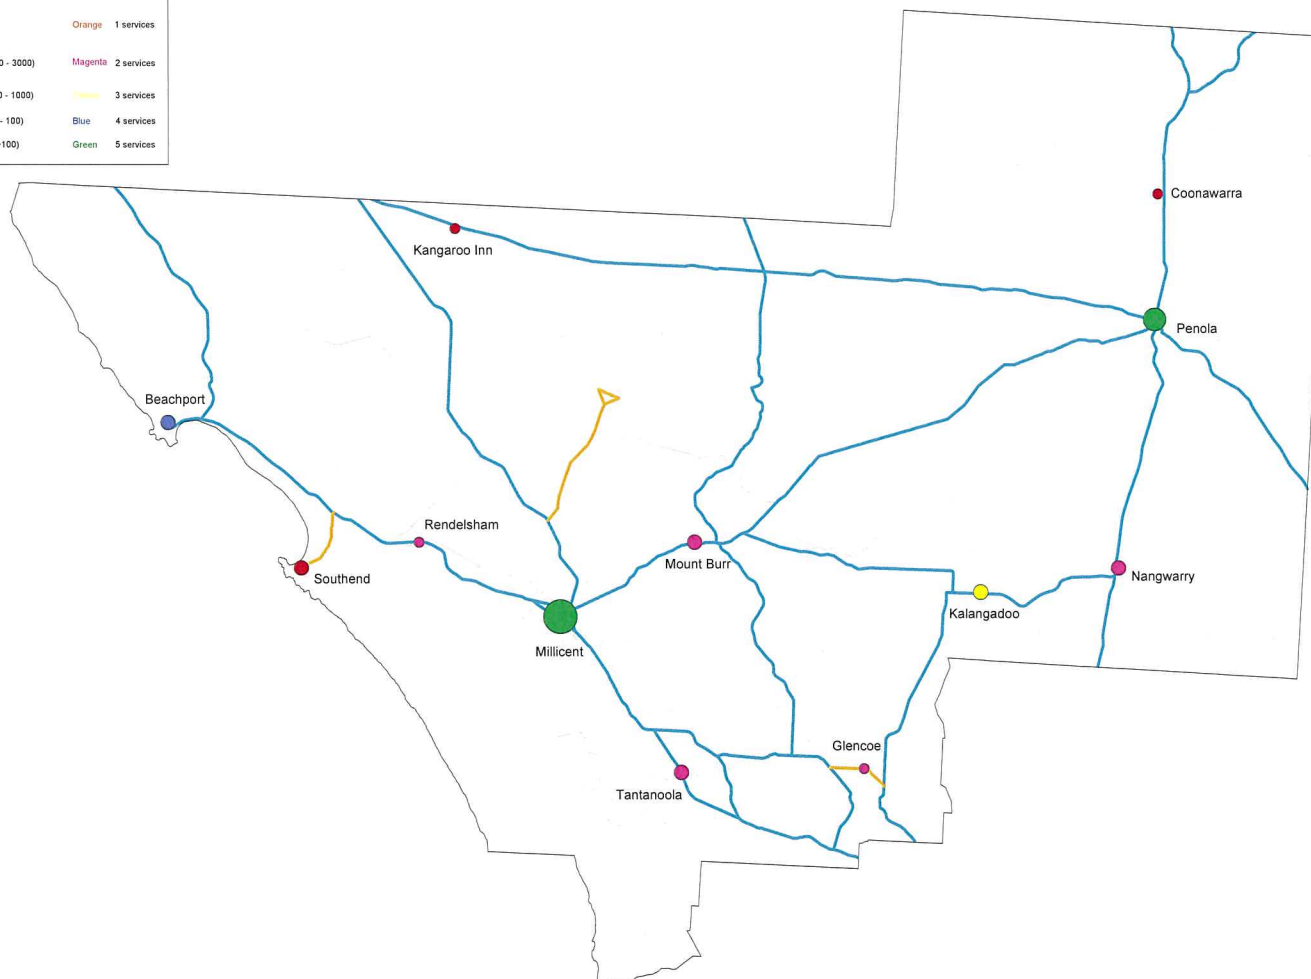 Orange 1 services
0 - 3000) Magenta 2 services
0 - 1000) Yellow 3 services
- 100) Blue 4 services
100) Green 5 services
Coonawarra
Kangaroo Inn
Penola
Beachport
Rendelsham
Mount Burr
Southend
Nangwarry
Kalangadoo
Millicent
Glencoe
Tantanoola